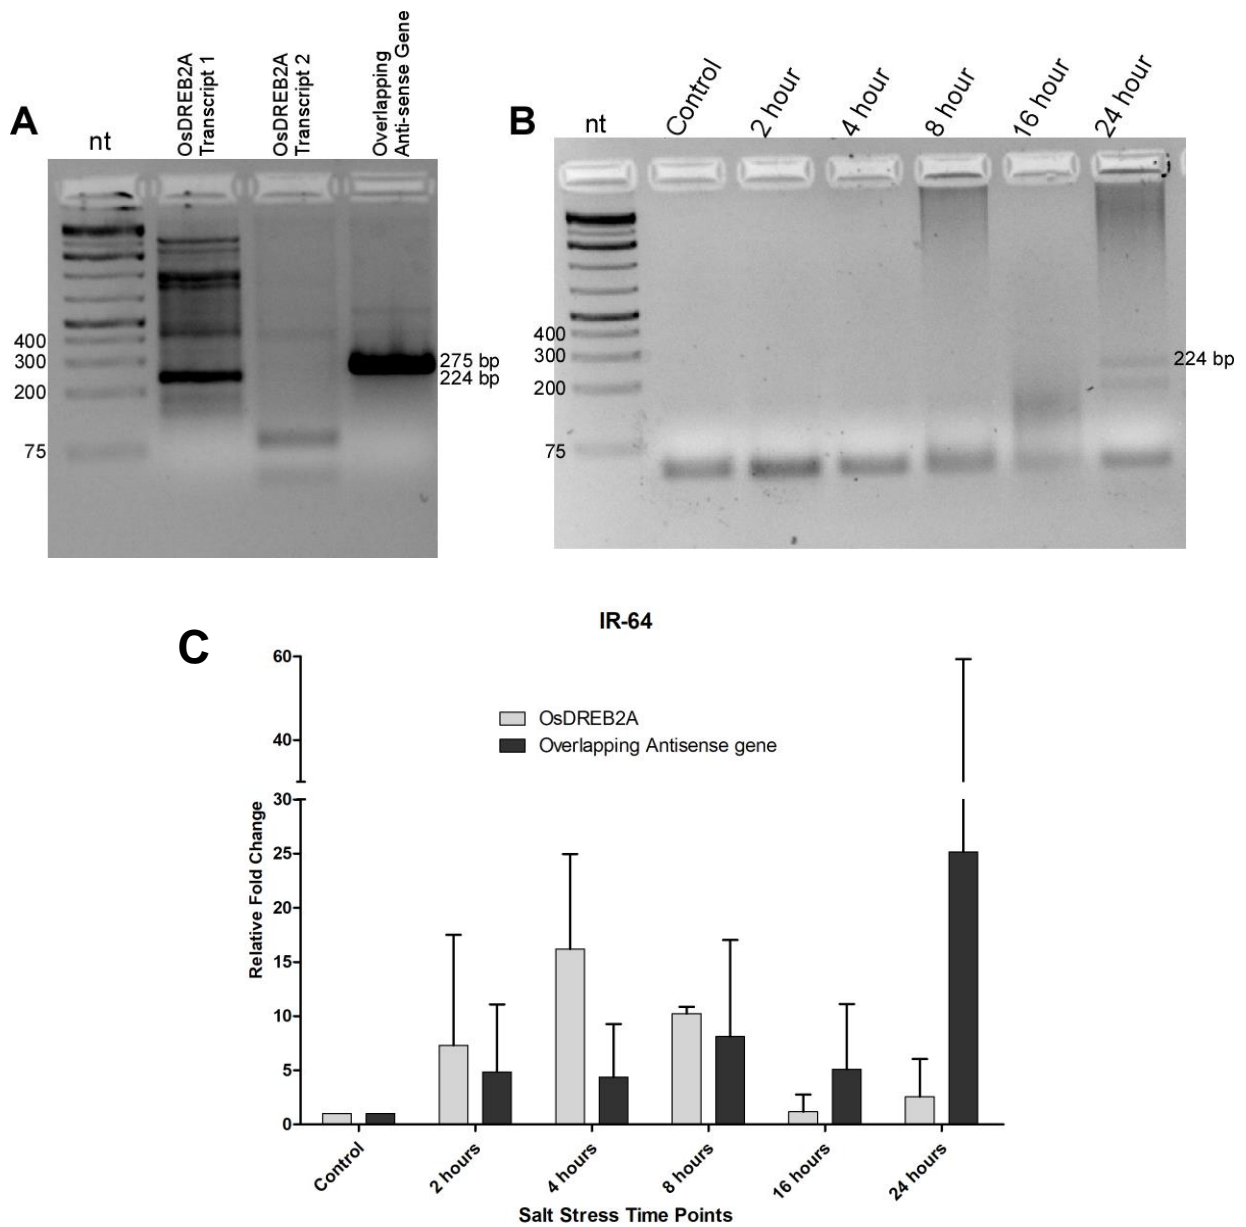 A
nt
OsDREB2A
Transcript 1
OsDREB2A
Transcript 2
Overlapping
Anti-sense Gene
400
300
200
75
275 bp
224 bp
B
nt
Control
2 hour
4 hour
8 hour
16 hour
24 hour
400
300
200
75
224 bp
C
IR-64
OsDREB2A
Overlapping Antisense gene
Relative Fold Change
60
40
30
25
20
15
10
5
0
Control
2 hours
4 hours
8 hours
16 hours
24 hours
Salt Stress Time Points